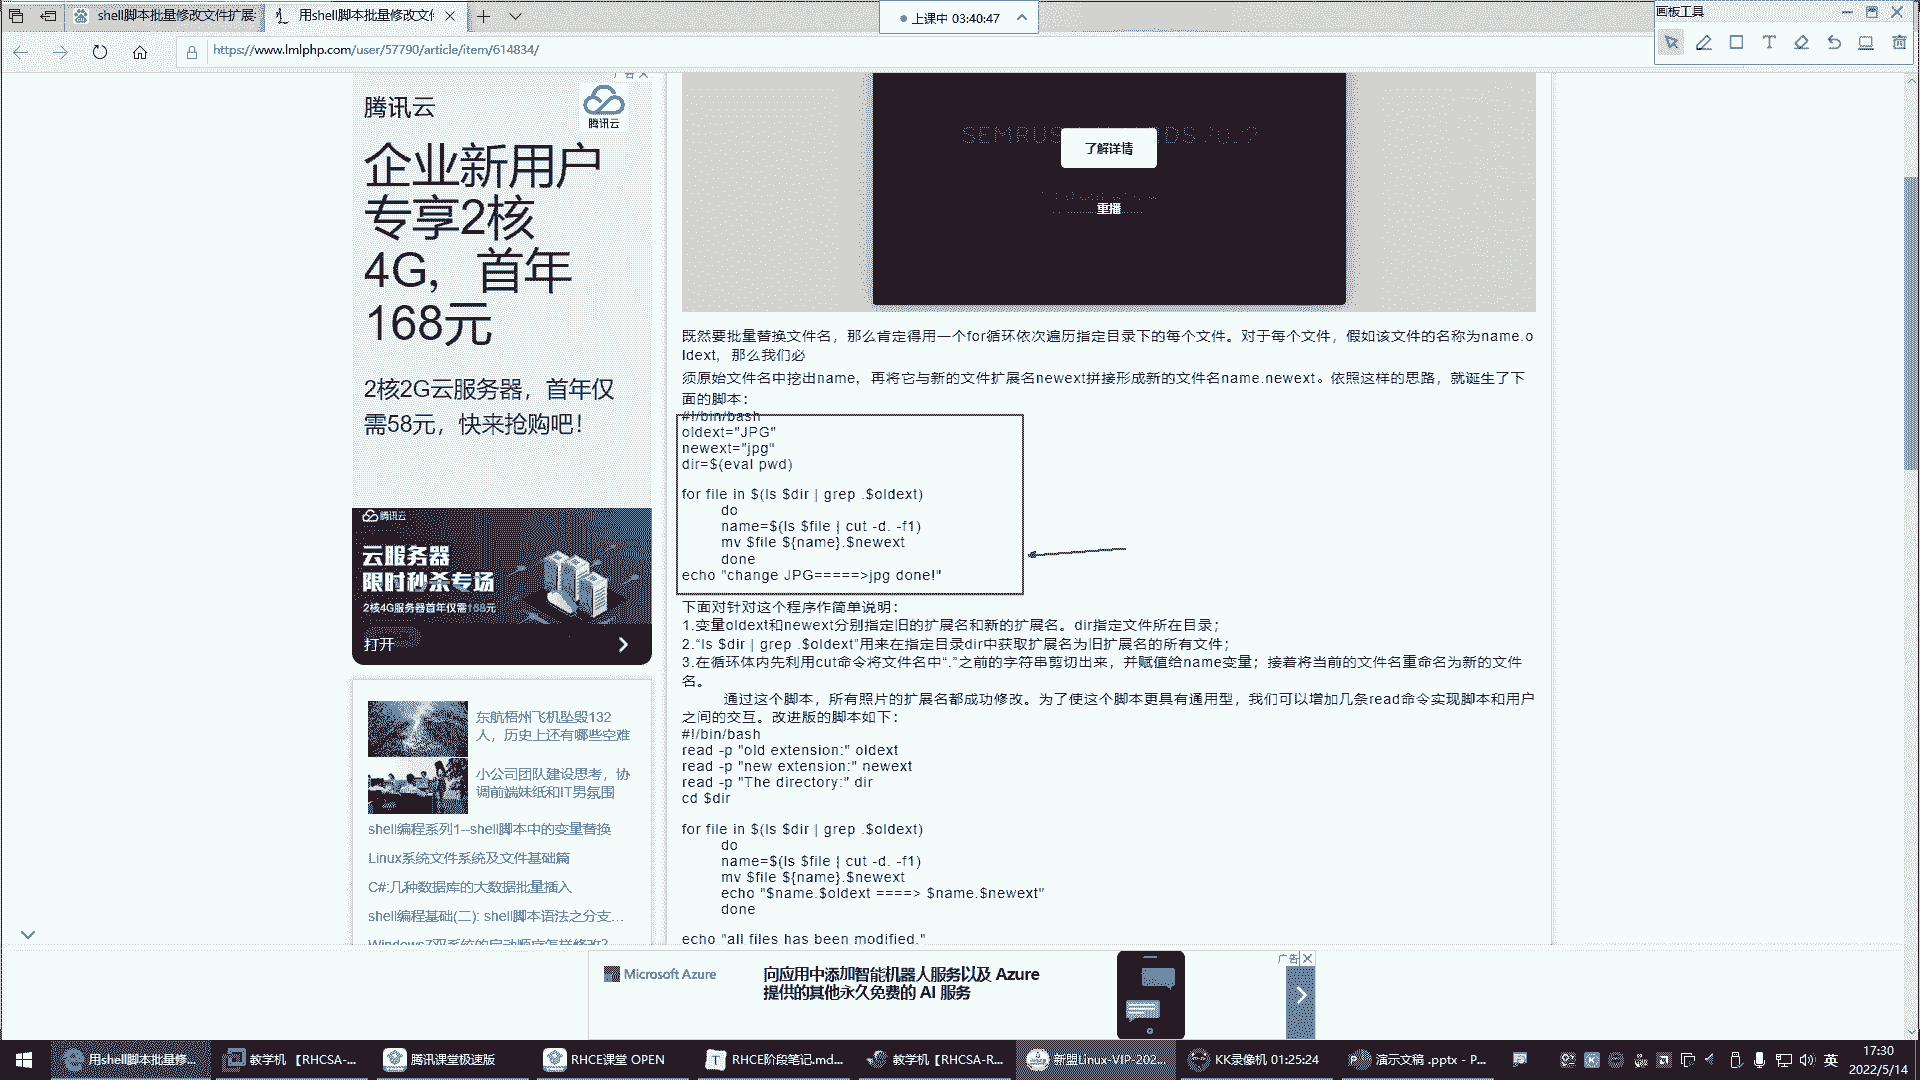 shell脚本批量修改文件扩展
用shell脚本批量修改文
上课中 03:40:47
画板工具
https://www.lmlphp.com/user/57790/article/item/614834/
广告
腾讯云
腾讯云
企业新用户
专享2核
4G，首年
168元
2核2G云服务器，首年仅
需58元，快来抢购吧！
腾讯云
云服务器
限时秒杀专场
2核4G服务器首年仅需168元
打开
东航梧州飞机坠毁132
人，历史上还有哪些空难
小公司团队建设思考，协
调前端妹纸和IT男氛围
shell编程系列1--shell脚本中的变量替换
Linux系统文件系统及文件基础篇
C#:几种数据库的大数据批量插入
shell编程基础(二): shell脚本语法之分支...
Windows7双系统的启动顺序怎样修改?
了解详情
重播
既然要批量替换文件名，那么肯定得用一个for循环依次遍历指定目录下的每个文件。对于每个文件，假如该文件的名称为name.o
ldext，那么我们必
须原始文件名中挖出name，再将它与新的文件扩展名newext拼接形成新的文件名name.newext。依照这样的思路，就诞生了下
面的脚本：
#!/bin/bash
oldext="JPG"
newext="jpg"
dir=$(eval pwd)
for file in $(ls $dir | grep .$oldext)
do
name=$(ls $file | cut -d. -f1)
mv $file ${name}.$newext
done
echo "change JPG=====>jpg done!"
下面对针对这个程序作简单说明：
1.变量oldext和newext分别指定旧的扩展名和新的扩展名。dir指定文件所在目录；
2.“ls $dir | grep .$oldext”用来在指定目录dir中获取扩展名为旧扩展名的所有文件；
3.在循环体内先利用cut命令将文件名中“.”之前的字符串剪切出来，并赋值给name变量；接着将当前的文件名重命名为新的文件
名。
通过这个脚本，所有照片的扩展名都成功修改。为了使这个脚本更具有通用型，我们可以增加几条read命令实现脚本和用户
之间的交互。改进版的脚本如下：
#!/bin/bash
read -p "old extension:" oldext
read -p "new extension:" newext
read -p "The directory:" dir
cd $dir
for file in $(ls $dir | grep .$oldext)
do
name=$(ls $file | cut -d. -f1)
mv $file ${name}.$newext
echo "$name.$oldext ====> $name.$newext"
done
echo "all files has been modified."
Microsoft Azure
向应用中添加智能机器人服务以及 Azure
提供的其他永久免费的 AI 服务
广告
用shell脚本批量修...
教学机 【RHCSA-...
腾讯课堂极速版
RHCE课堂 OPEN
RHCE阶段笔记.md...
教学机【RHCSA-R...
新盟Linux-VIP-202...
KK录像机 01:25:24
演示文稿 .pptx - P...
英
17:30
2022/5/14